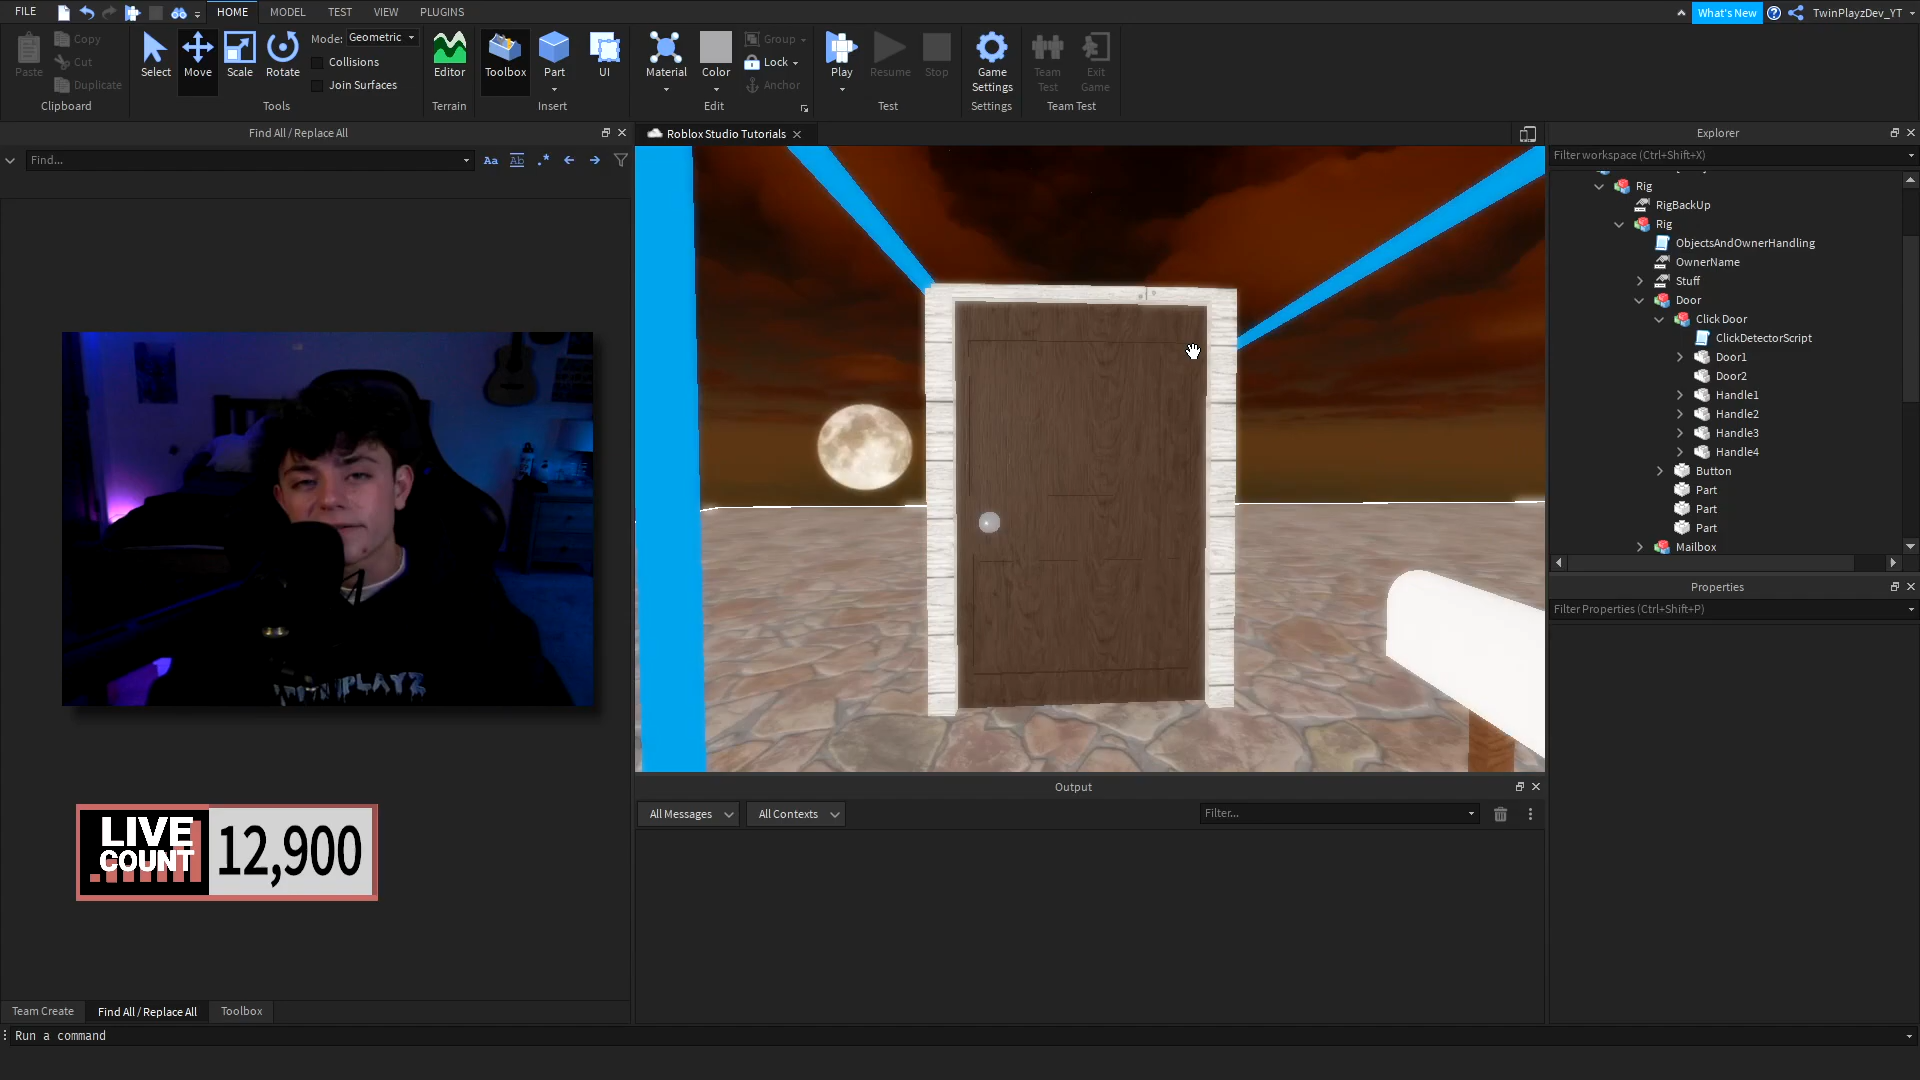 FILE
HOME
MODEL
TEST
VIEW
PLUGINS
What's New
TwinPlayzDev_YT
Paste
Copy
Cut
Duplicate
Clipboard
Select
Move
Scale
Rotate
Mode: Geometric
Collisions
Join Surfaces
Tools
Editor
Terrain
Toolbox
Part
UI
Insert
Material
Color
Group
Lock
Anchor
Edit
Play
Resume
Stop
Test
Game
Settings
Settings
Team
Test
Exit
Game
Team Test
Find All / Replace All
Find...
Aa
Ab
.*
LIVE
COUNT
12,900
Team Create
Find All / Replace All
Toolbox
Run a command
Roblox Studio Tutorials
Output
All Messages
All Contexts
Filter...
Explorer
Filter workspace (Ctrl+Shift+X)
Rig
RigBackUp
Rig
ObjectsAndOwnerHandling
OwnerName
Stuff
Door
Click Door
ClickDetectorScript
Door1
Door2
Handle1
Handle2
Handle3
Handle4
Button
Part
Part
Part
Mailbox
Properties
Filter Properties (Ctrl+Shift+P)